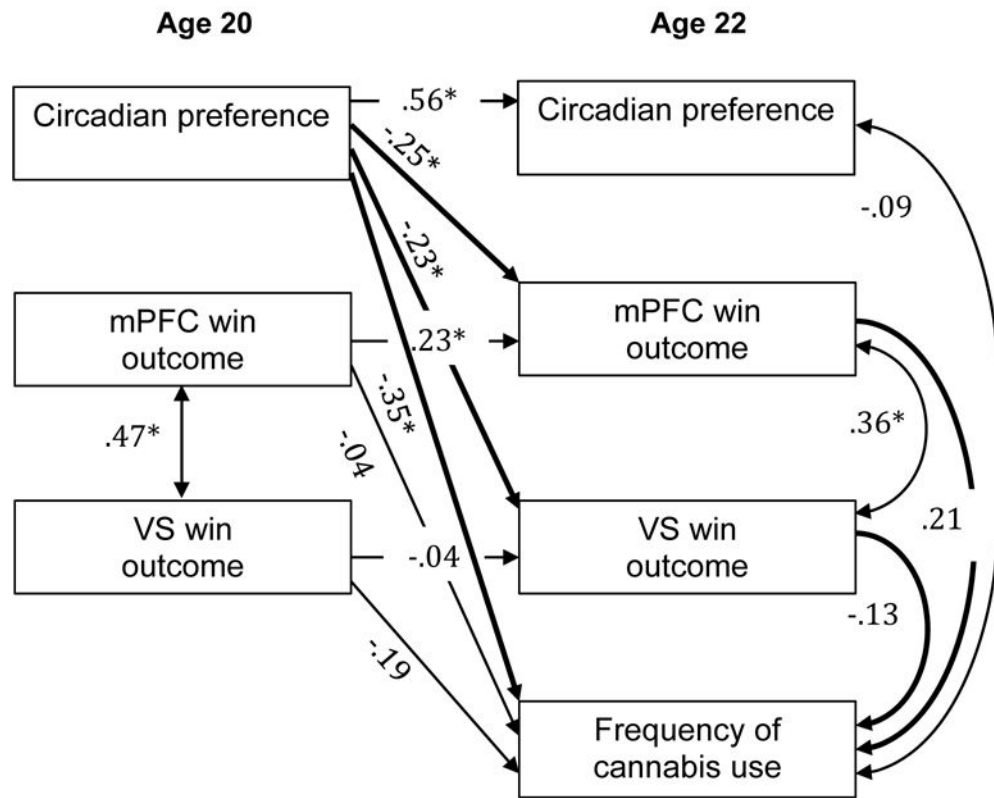 Age 20
Age 22
Circadian preference
.56*
Circadian preference
-.25*
-.09
-.23*
mPFC win
outcome
.23*
mPFC win
outcome
-.35*
.47*
-.04
.36*
VS win
outcome
-.04
VS win
outcome
.21
-.13
-.19
Frequency of
cannabis use